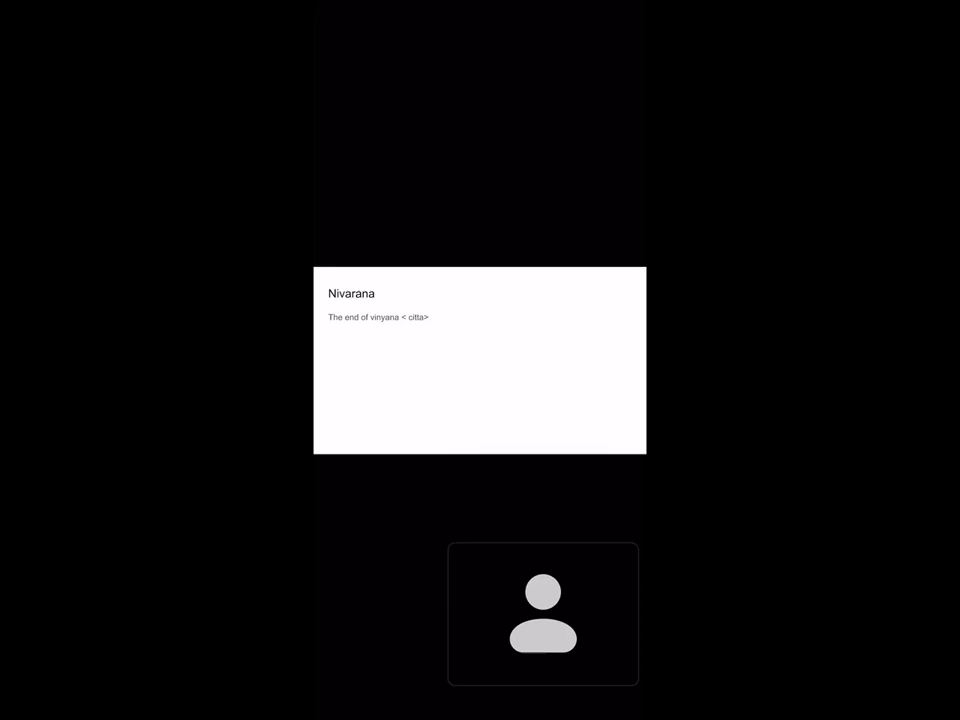 Nivarana
The end of vinyana < citta>